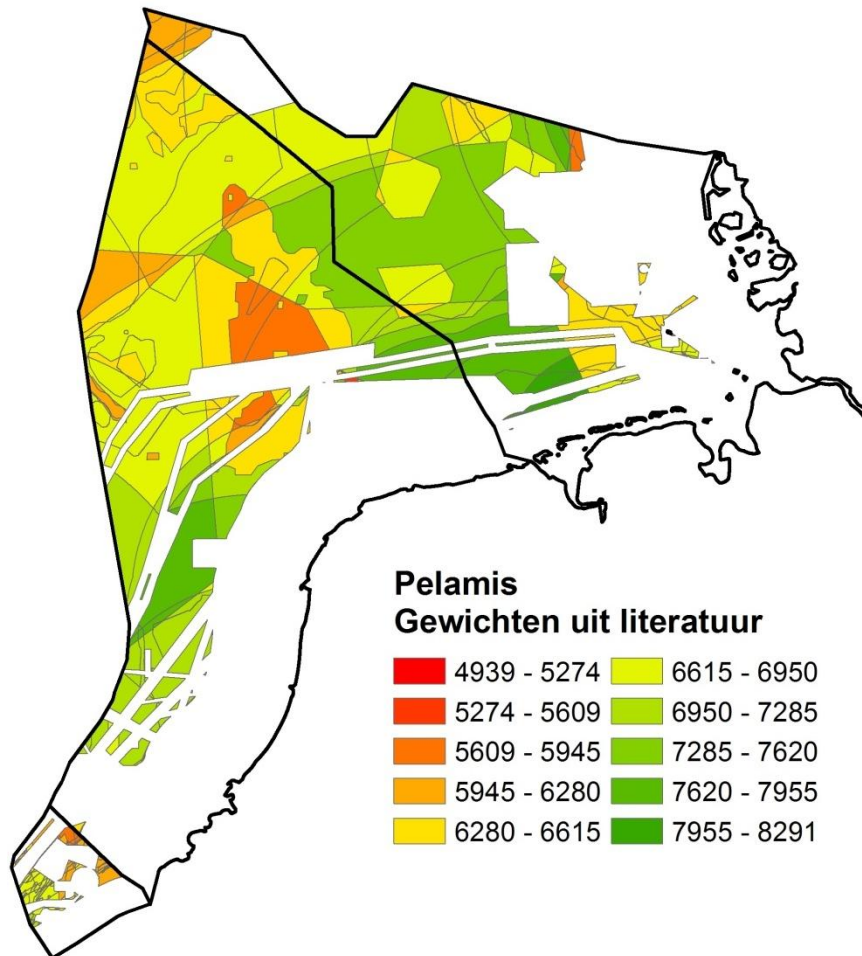 Pelamis
Gewichten uit literatuur
4939 - 5274
5274 - 5609
5609 - 5945
5945 - 6280
6280 - 6615
6615 - 6950
6950 - 7285
7285 - 7620
7620 - 7955
7955 - 8291